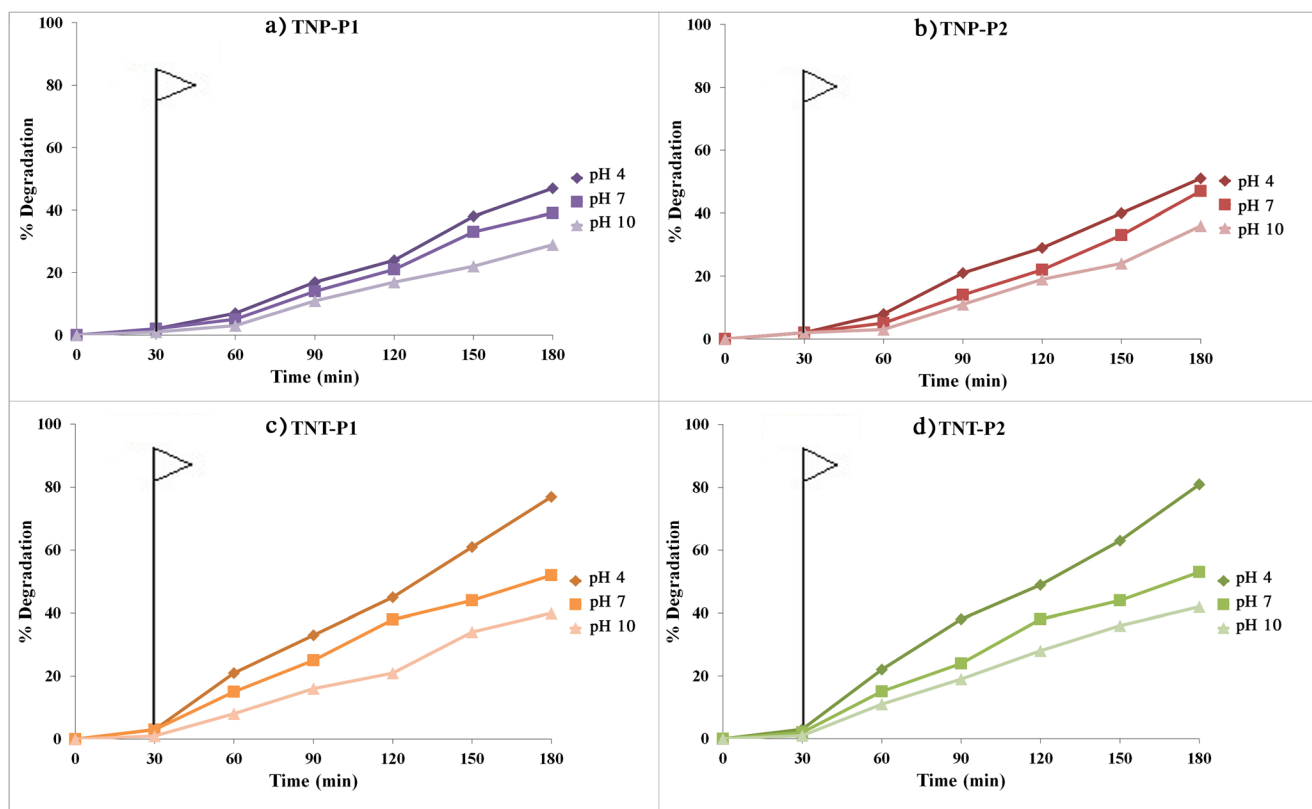 a) TNP-P1
% Degradation
100
80
60
40
20
0
0 30 60 90 120 150 180
Time (min)
pH 4
pH 7
pH 10
b) TNP-P2
% Degradation
100
80
60
40
20
0
0 30 60 90 120 150 180
Time (min)
pH 4
pH 7
pH 10
c) TNT-P1
% Degradation
100
80
60
40
20
0
0 30 60 90 120 150 180
Time (min)
pH 4
pH 7
pH 10
d) TNT-P2
% Degradation
100
80
60
40
20
0
0 30 60 90 120 150 180
Time (min)
pH 4
pH 7
pH 10